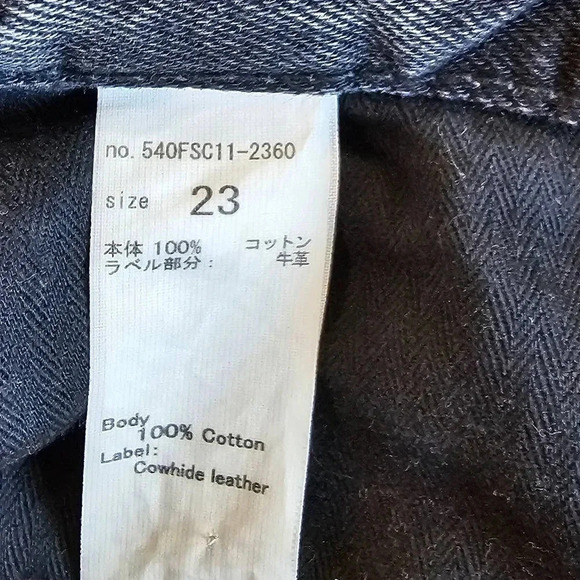 no. 540FSC11-2360
size 23
本体 100% コットン
ラベル部分： 牛革
Body
100% Cotton
Label:
Cowhide leather